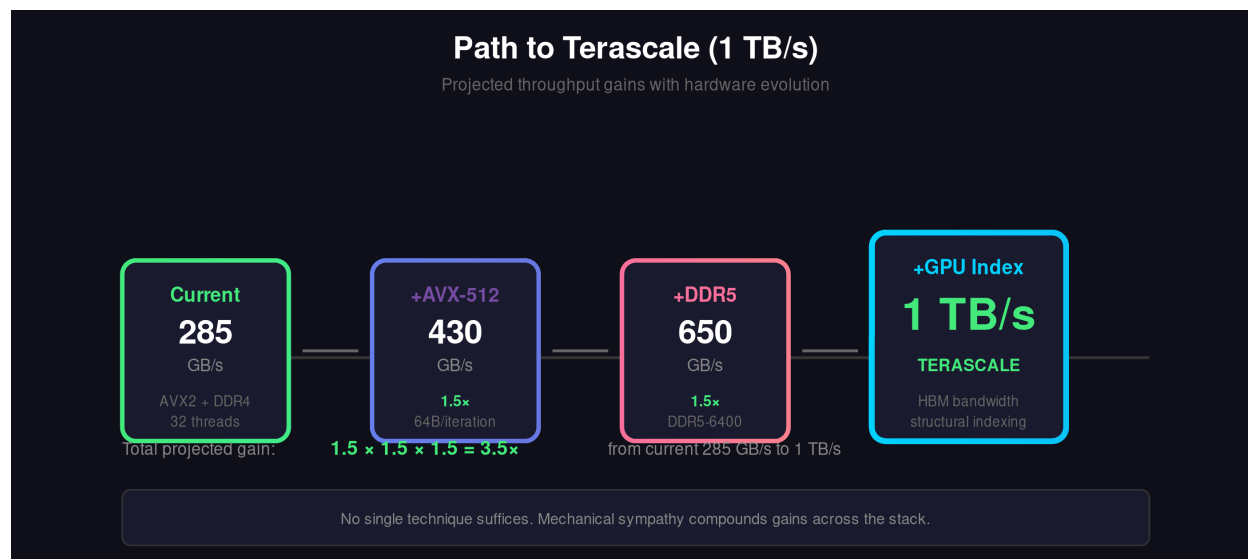 Path to Terascale (1 TB/s)
Projected throughput gains with hardware evolution
Current
285
GB/s
AVX2 + DDR4
32 threads
+AVX-512
430
GB/s
1.5×
64B/iteration
+DDR5
650
GB/s
1.5×
DDR5-6400
+GPU Index
1 TB/s
TERASCALE
HBM bandwidth
structural indexing
Total projected gain: 1.5 × 1.5 × 1.5 = 3.5× from current 285 GB/s to 1 TB/s
No single technique suffices. Mechanical sympathy compounds gains across the stack.